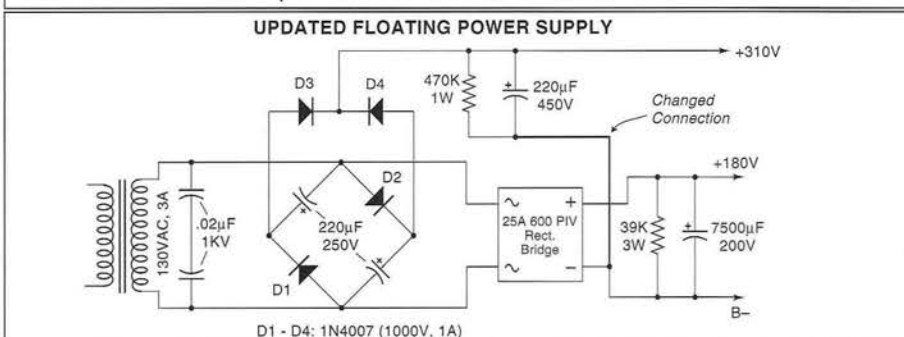 UPDATED FLOATING POWER SUPPLY
+310V
D3
D4
470K
1W
+
220µF
450V
Changed
Connection
+180V
130VAC, 3A
.02µF
1KV
D2
220µF
250V
+
+
D1
~
+
25A 600 PIV
Rect.
Bridge
~
–
39K
3W
+
7500µF
200V
B–
D1 - D4: 1N4007 (1000V, 1A)